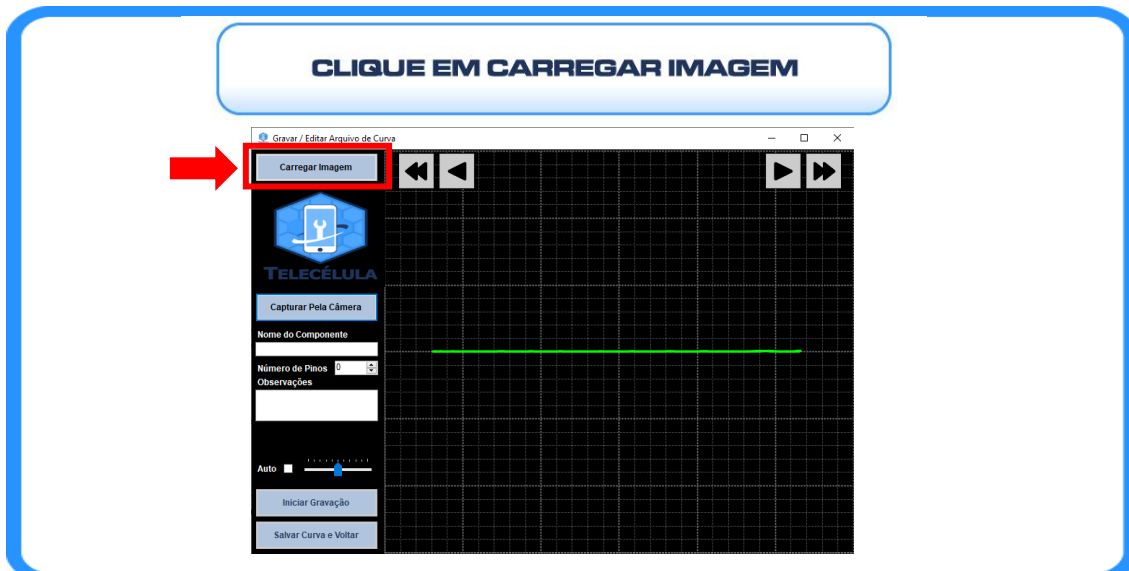 CLIQUE EM CARREGAR IMAGEM
Gravar / Editar Arquivo de Curva
Carregar Imagem
TELECÉLULA
Capturar Pela Câmera
Nome do Componente
Número de Pinos 0
Observações
Auto
Iniciar Gravação
Salvar Curva e Voltar